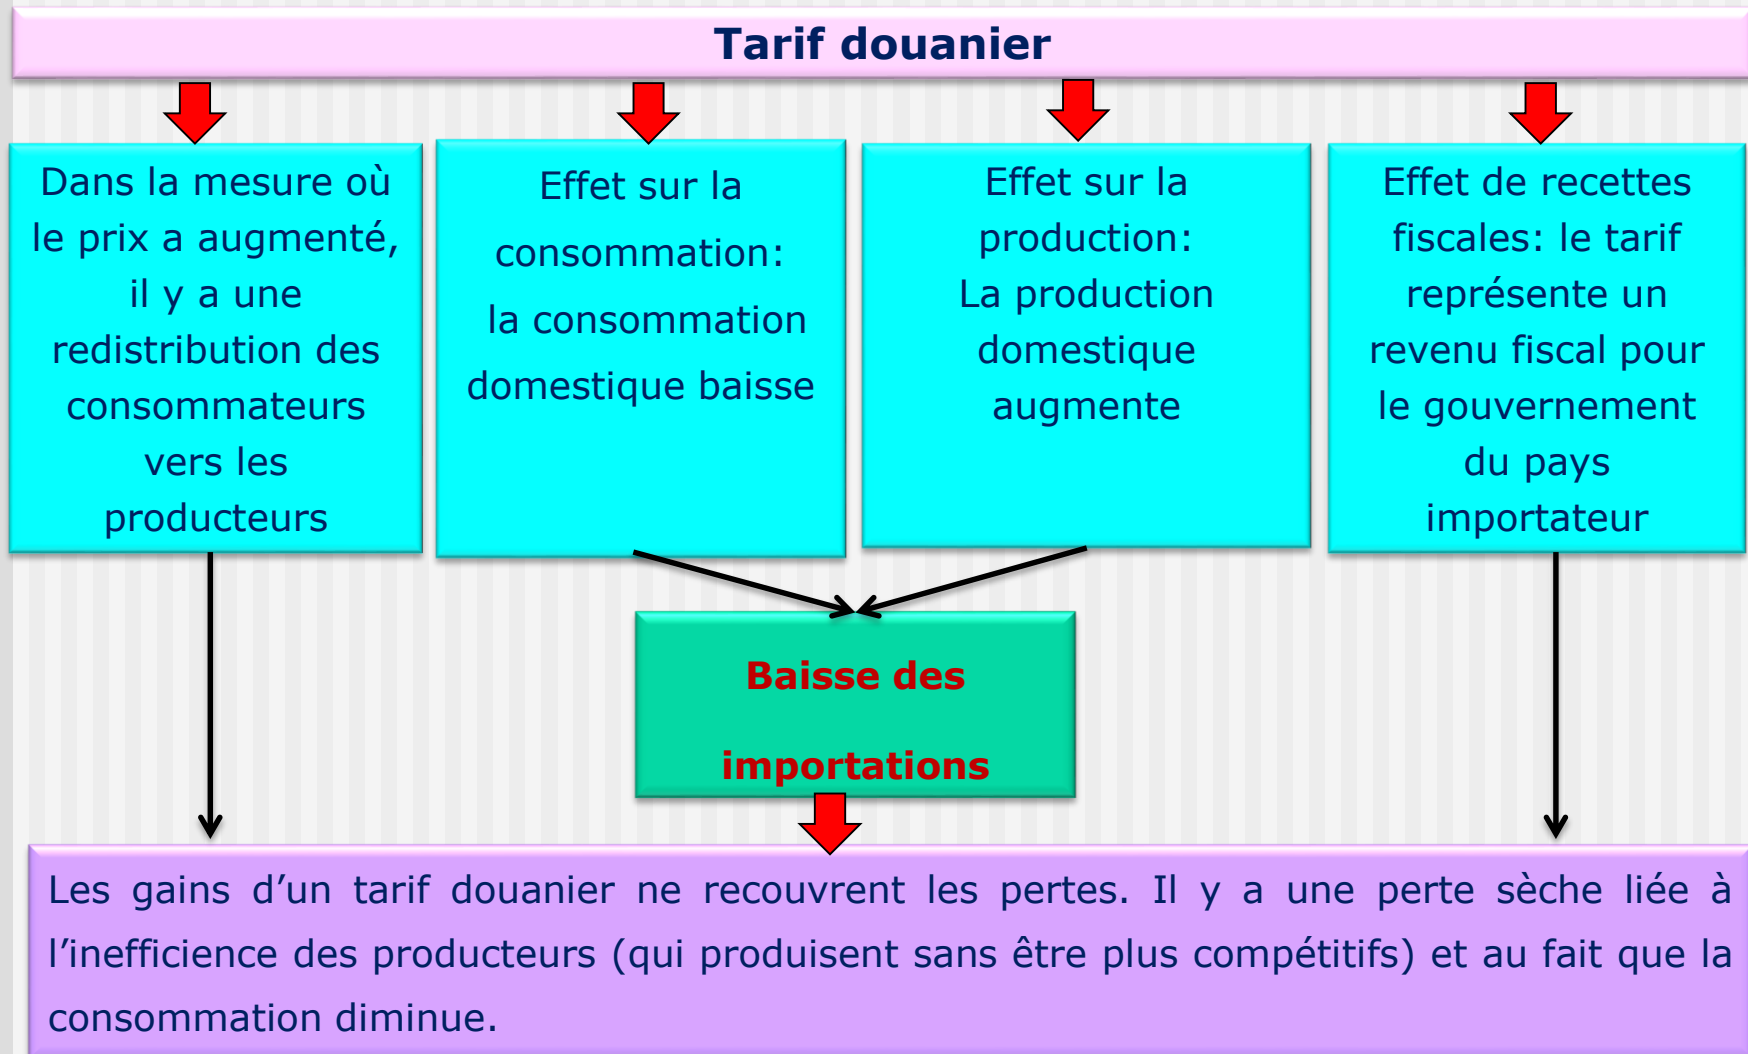 Tarif douanier
Dans la mesure où
le prix a augmenté,
il y a une
redistribution des
consommateurs
vers les
producteurs
Effet sur la
consommation:
la consommation
domestique baisse
Effet sur la
production:
La production
domestique
augmente
Effet de recettes
fiscales: le tarif
représente un
revenu fiscal pour
le gouvernement
du pays
importateur
Baisse des
importations
Les gains d’un tarif douanier ne recouvrent les pertes. Il y a une perte sèche liée à
l’inefficience des producteurs (qui produisent sans être plus compétitifs) et au fait que la
consommation diminue.